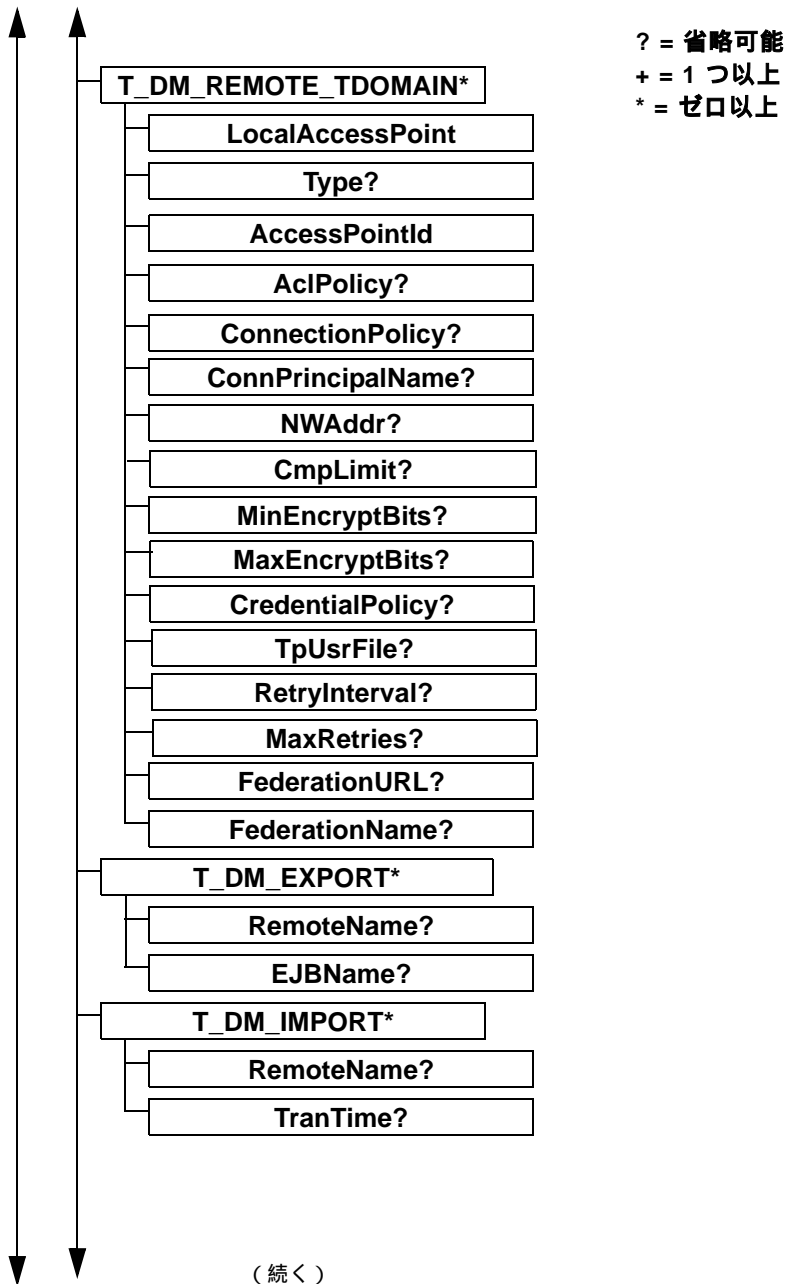 ? = 省略可能
+ = 1 つ以上
* = ゼロ以上
T_DM_REMOTE_TDOMAIN*
LocalAccessPoint
Type?
AccessPointId
AclPolicy?
ConnectionPolicy?
ConnPrincipalName?
NWAddr?
CmpLimit?
MinEncryptBits?
MaxEncryptBits?
CredentialPolicy?
TpUsrFile?
RetryInterval?
MaxRetries?
FederationURL?
FederationName?
T_DM_EXPORT*
RemoteName?
EJBName?
T_DM_IMPORT*
RemoteName?
TranTime?
（続く）